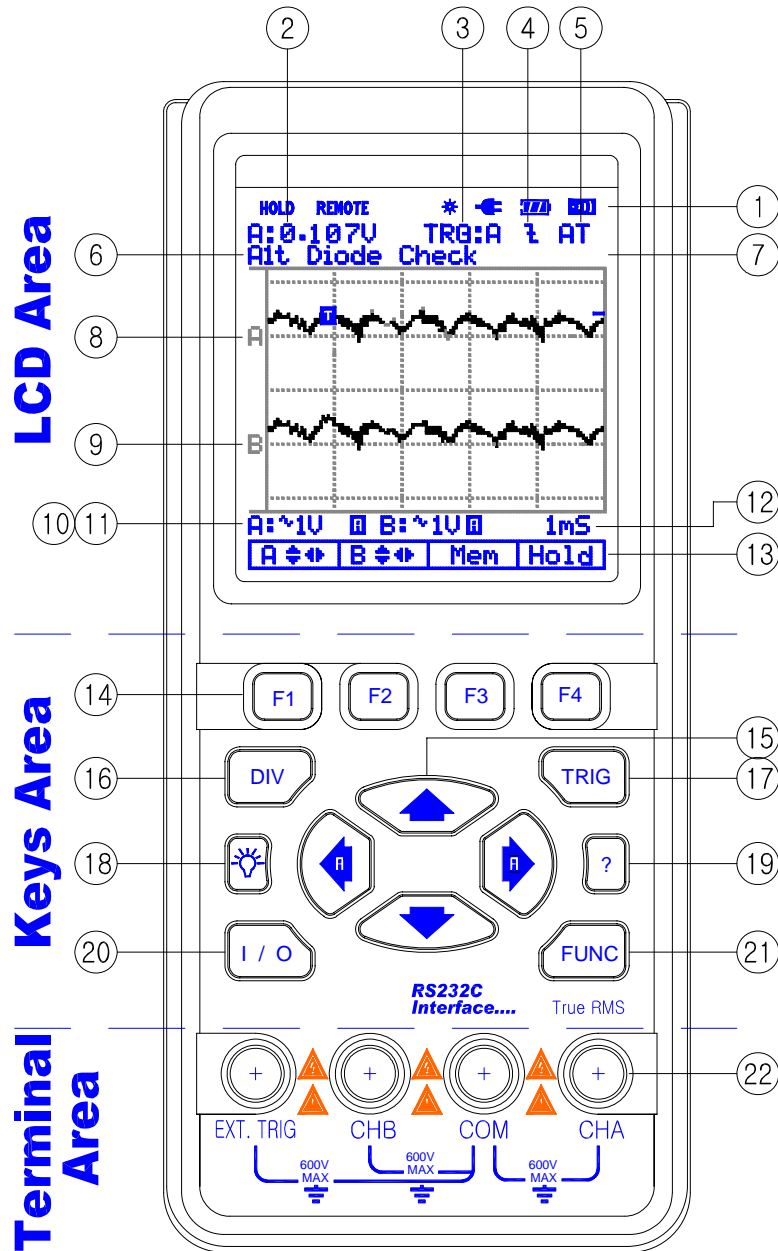 2 3 4 5
LCD Area
HOLD REMOTE
1
A:0.107V TRG:A AT
6 Alt Diode Check 7
T
8 A
9 B
10 11 A:~1V A B:~1V A 1mS 12
A B Mem Hold 13
Keys Area
14 F1 F2 F3 F4
15
16 DIV TRIG 17
A A
18 ? 19
20 I / O FUNC 21
RS232C
Interface....
True RMS
Terminal
Area
22
EXT. TRIG CHB COM CHA
600V
MAX
600V
MAX
600V
MAX